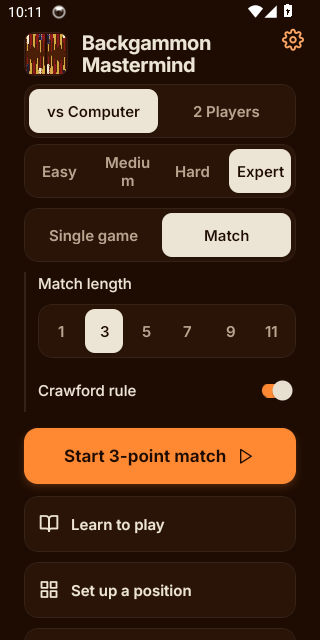 10:11
Backgammon
Mastermind
vs Computer
2 Players
Easy
Mediu
m
Hard
Expert
Single game
Match
Match length
1
3
5
7
9
11
Crawford rule
Start 3-point match
Learn to play
Set up a position